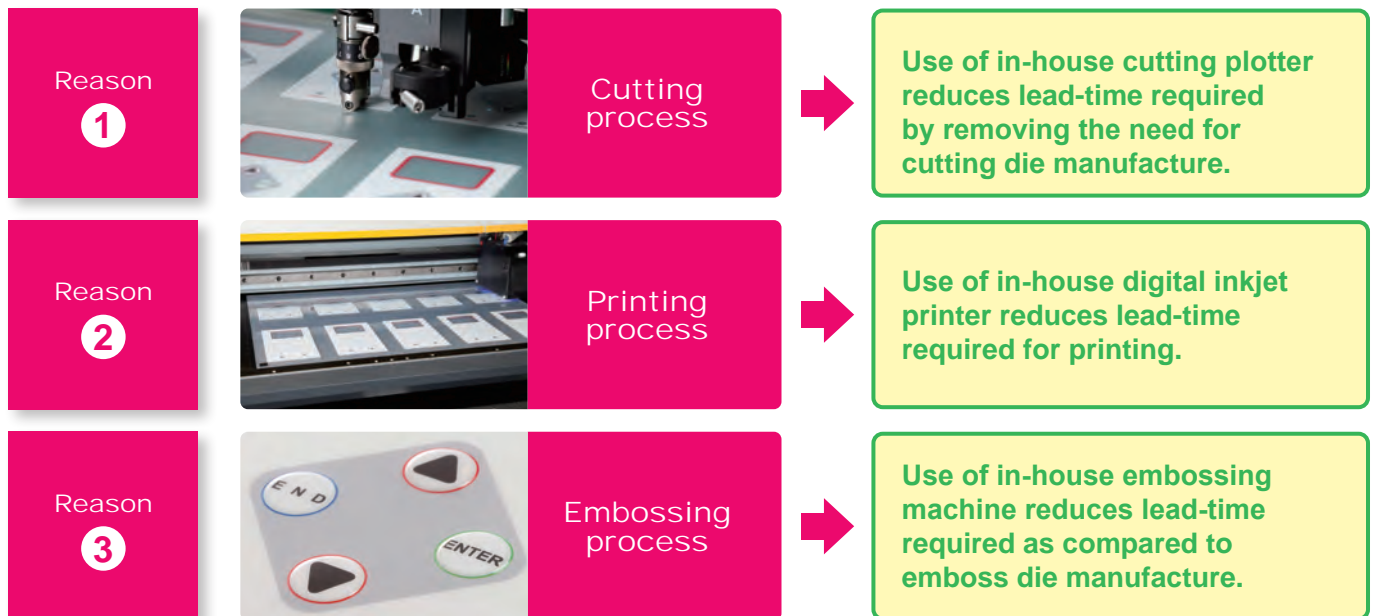 Reason
1
A
Cutting
process
Use of in-house cutting plotter
reduces lead-time required
by removing the need for
cutting die manufacture.
Reason
2
Printing
process
Use of in-house digital inkjet
printer reduces lead-time
required for printing.
Reason
3
END
ENTER
Embossing
process
Use of in-house embossing
machine reduces lead-time
required as compared to
emboss die manufacture.